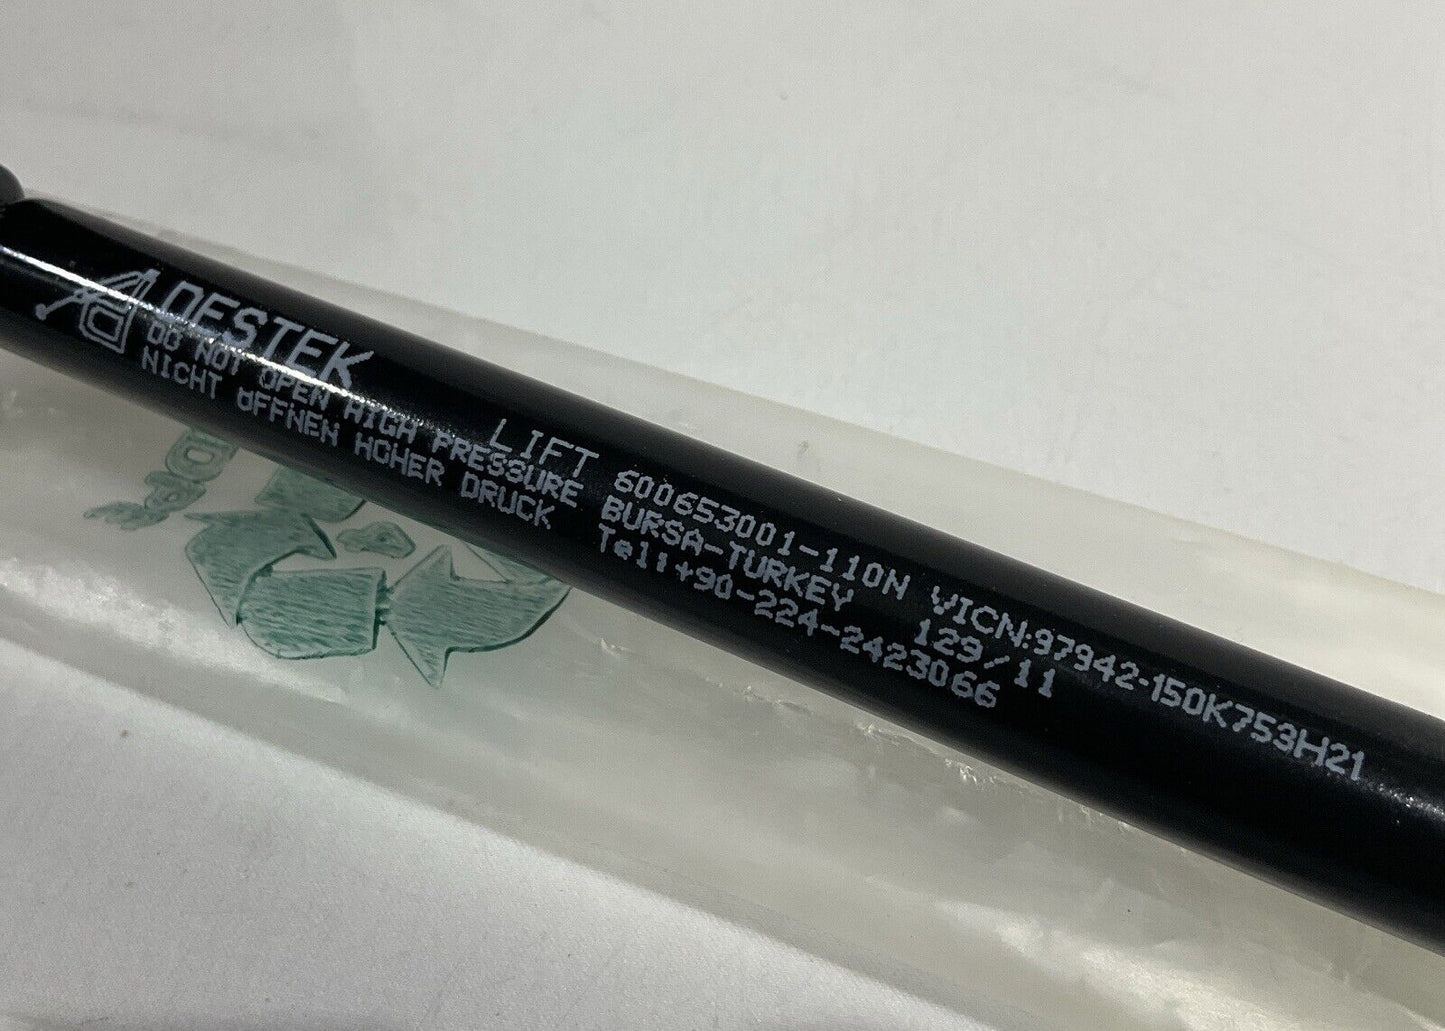 DESTEK
DO NOT OPEN HIGH PRESSURE
NICHT ÖFFNEN HOHER DRUCK
LIFT 600653001-110N VICN:97942-150K753H21
BURSA-TURKEY 129/11
Tel:+90-224-2423066